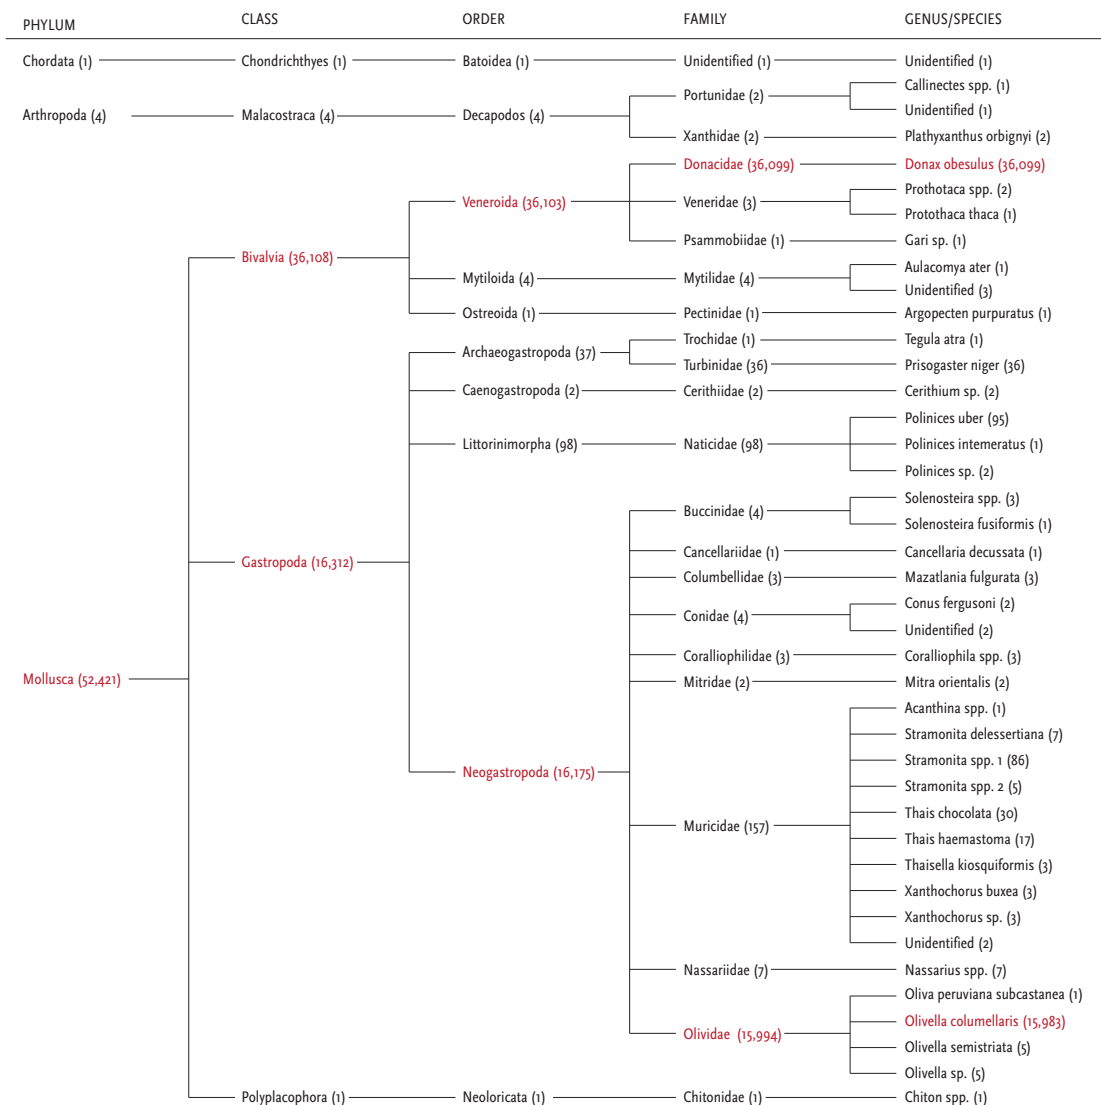 PHYLUM CLASS ORDER FAMILY GENUS/SPECIES
Chordata (1) Chondrichthyes (1) Batoidea (1) Unidentified (1) Unidentified (1)
Callinectes spp. (1)
Portunidae (2)
Unidentified (1)
Arthropoda (4) Malacostraca (4) Decapodos (4)
Xanthidae (2) Plathyxanthus orbignyi (2)
Donacidae (36,099) Donax obesulus (36,099)
Prothotaca spp. (2)
Veneroida (36,103) Veneridae (3)
Protothaca thaca (1)
Psammobiidae (1) Gari sp. (1)
Bivalvia (36,108)
Aulacomya ater (1)
Mytiloida (4) Mytilidae (4)
Unidentified (3)
Ostreoida (1) Pectinidae (1) Argopecten purpuratus (1)
Trochidae (1) Tegula atra (1)
Archaeogastropoda (37)
Turbinidae (36) Prisogaster niger (36)
Caenogastropoda (2) Cerithiidae (2) Cerithium sp. (2)
Polinices uber (95)
Littorinimorpha (98) Naticidae (98) Polinices intemeratus (1)
Polinices sp. (2)
Solenosteira spp. (3)
Buccinidae (4)
Solenosteira fusiformis (1)
Cancellariidae (1) Cancellaria decussata (1)
Gastropoda (16,312)
Columbellidae (3) Mazatlania fulgurata (3)
Conus fergusoni (2)
Conidae (4)
Unidentified (2)
Coralliophilidae (3) Coralliophila spp. (3)
Mollusca (52,421) Mitridae (2) Mitra orientalis (2)
Acanthina spp. (1)
Stramonita delessertiana (7)
Stramonita spp. 1 (86)
Neogastropoda (16,175)
Stramonita spp. 2 (5)
Thais chocolata (30)
Muricidae (157)
Thais haemastoma (17)
Thaisella kiosquiformis (3)
Xanthochorus buxea (3)
Xanthochorus sp. (3)
Unidentified (2)
Nassariidae (7) Nassarius spp. (7)
Oliva peruviana subcastanea (1)
Olivella columellaris (15,983)
Olividae (15,994)
Olivella semistriata (5)
Olivella sp. (5)
Polyplacophora (1) Neoloricata (1) Chitonidae (1) Chiton spp. (1)